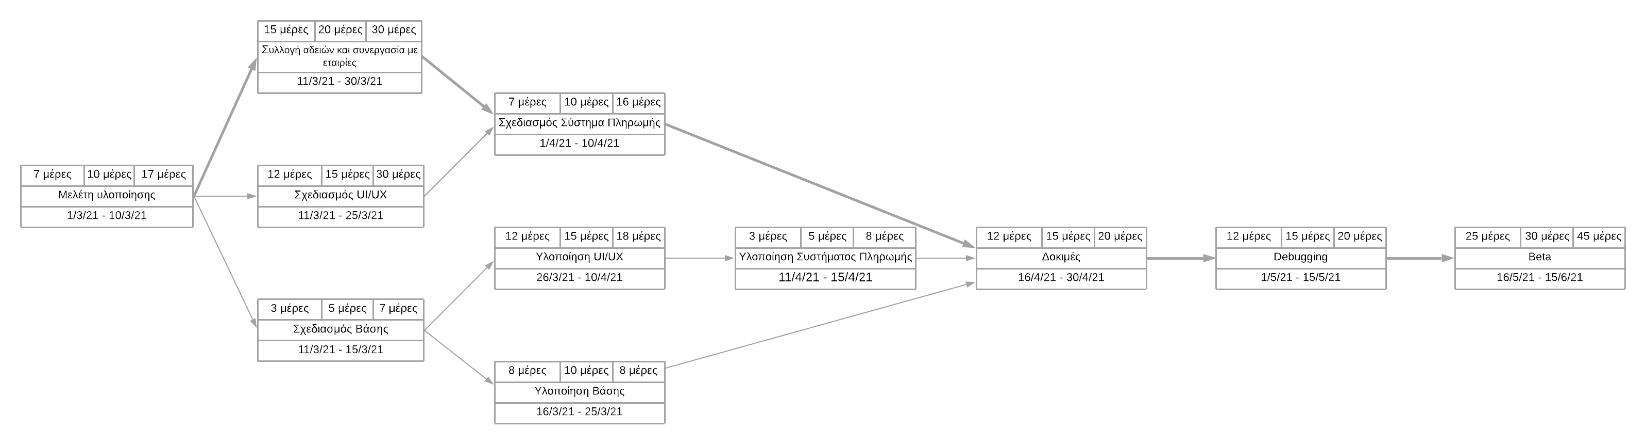 15 μέρες 20 μέρες 30 μέρες
Συλλογή αδειών και συνεργασία με
εταιρίες
11/3/21 - 30/3/21
7 μέρες 10 μέρες 16 μέρες
Σχεδιασμός Σύστημα Πληρωμής
1/4/21 - 10/4/21
7 μέρες 10 μέρες 17 μέρες
Μελέτη υλοποίησης
1/3/21 - 10/3/21
12 μέρες 15 μέρες 30 μέρες
Σχεδιασμός UI/UX
11/3/21 - 25/3/21
12 μέρες 15 μέρες 18 μέρες
Υλοποίηση UI/UX
26/3/21 - 10/4/21
3 μέρες 5 μέρες 8 μέρες
Υλοποίηση Συστήματος Πληρωμής
11/4/21 - 15/4/21
12 μέρες 15 μέρες 20 μέρες
Δοκιμές
16/4/21 - 30/4/21
12 μέρες 15 μέρες 20 μέρες
Debugging
1/5/21 - 15/5/21
25 μέρες 30 μέρες 45 μέρες
Beta
16/5/21 - 15/6/21
3 μέρες 5 μέρες 7 μέρες
Σχεδιασμός Βάσης
11/3/21 - 15/3/21
8 μέρες 10 μέρες 8 μέρες
Υλοποίηση Βάσης
16/3/21 - 25/3/21